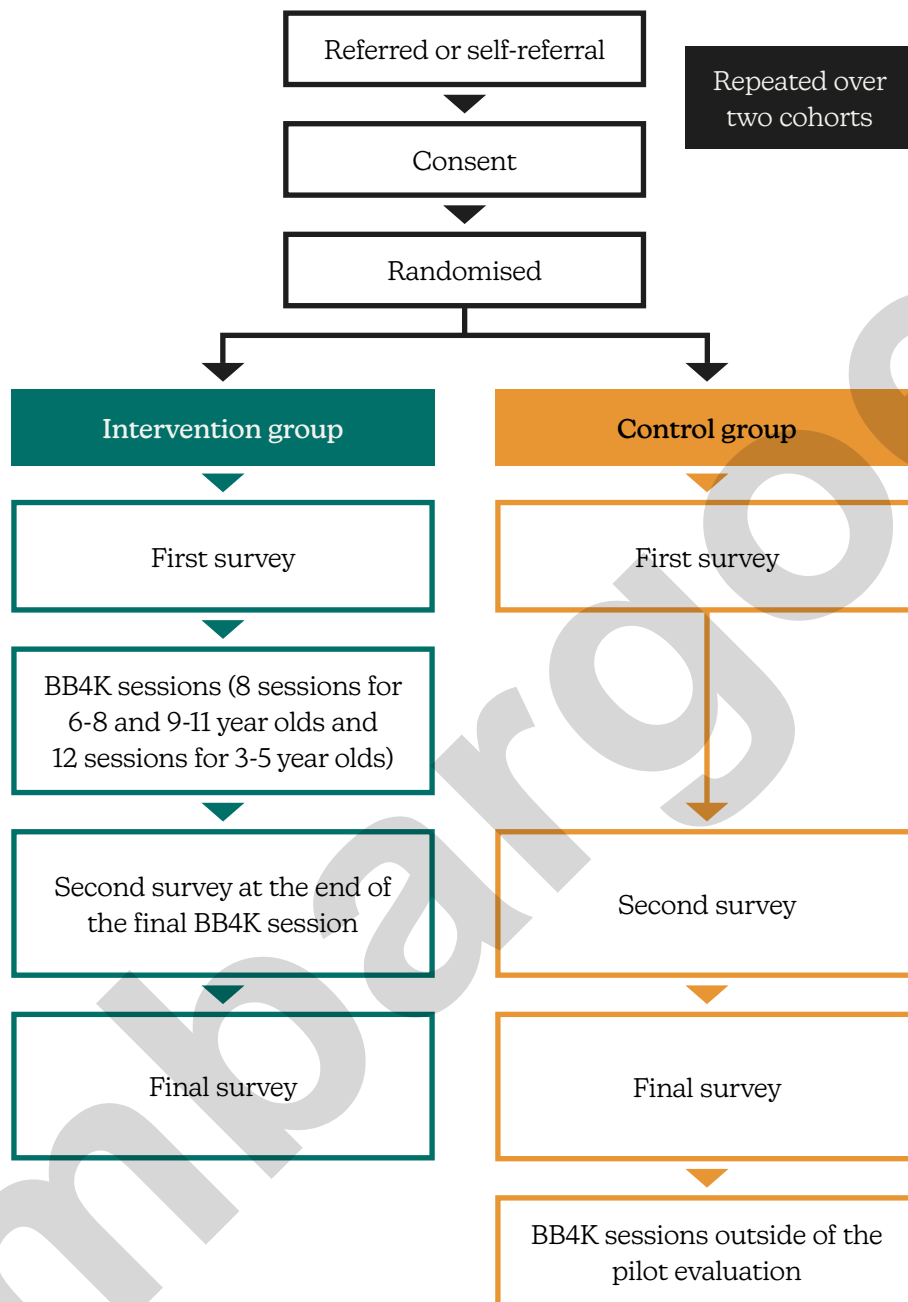 Referred or self-referral
Repeated over
two cohorts
Consent
Randomised
Intervention group
Control group
First survey
First survey
BB4K sessions (8 sessions for
6-8 and 9-11 year olds and
12 sessions for 3-5 year olds)
Second survey at the end of
the final BB4K session
Second survey
Final survey
Final survey
BB4K sessions outside of the
pilot evaluation
mbargo